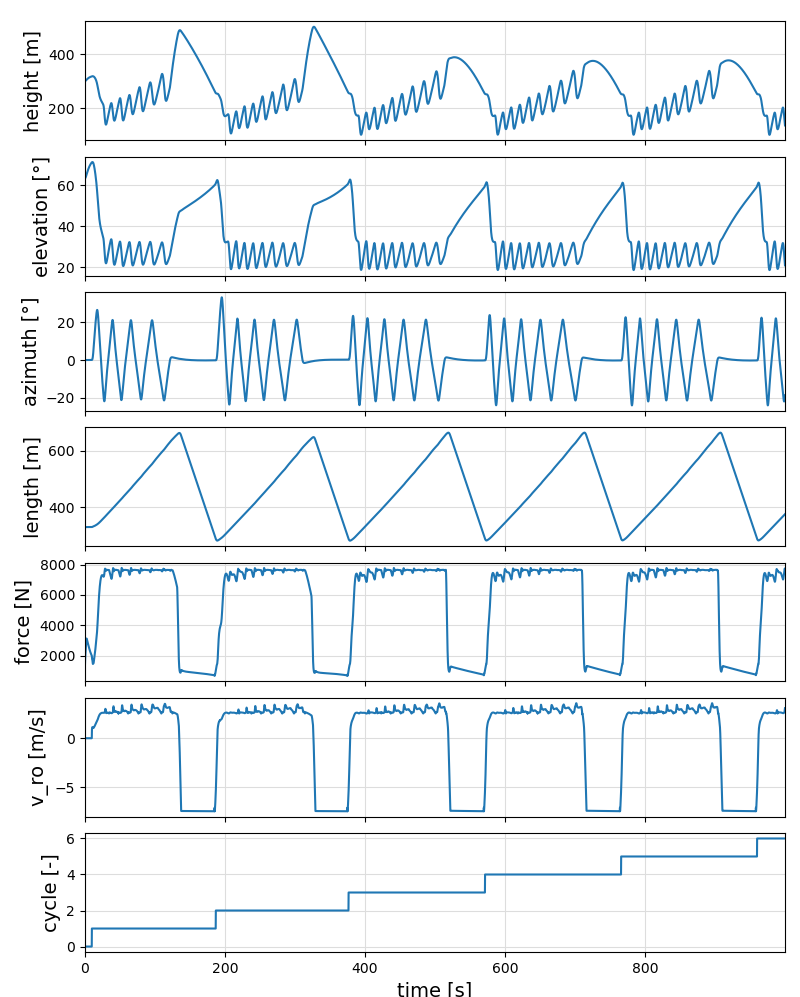 height [m]
400
200
elevation [°]
60
40
20
azimuth [°]
20
0
−20
length [m]
600
400
force [N]
8000
6000
4000
2000
v_ro [m/s]
0
−5
cycle [-]
6
4
2
0
0 200 400 600 800
time [s]